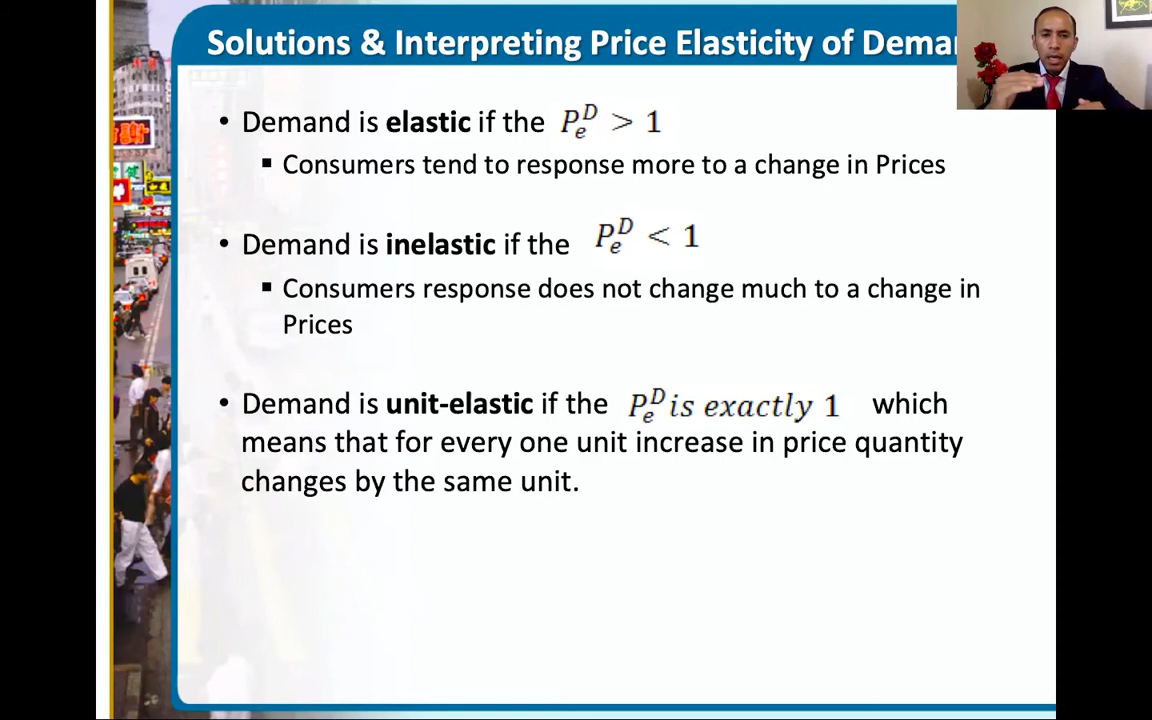 Solutions & Interpreting Price Elasticity of Dema
• Demand is elastic if the P_e^D > 1
▪ Consumers tend to response more to a change in Prices
• Demand is inelastic if the P_e^D < 1
▪ Consumers response does not change much to a change in
Prices
• Demand is unit-elastic if the P_e^D is exactly 1 which
means that for every one unit increase in price quantity
changes by the same unit.